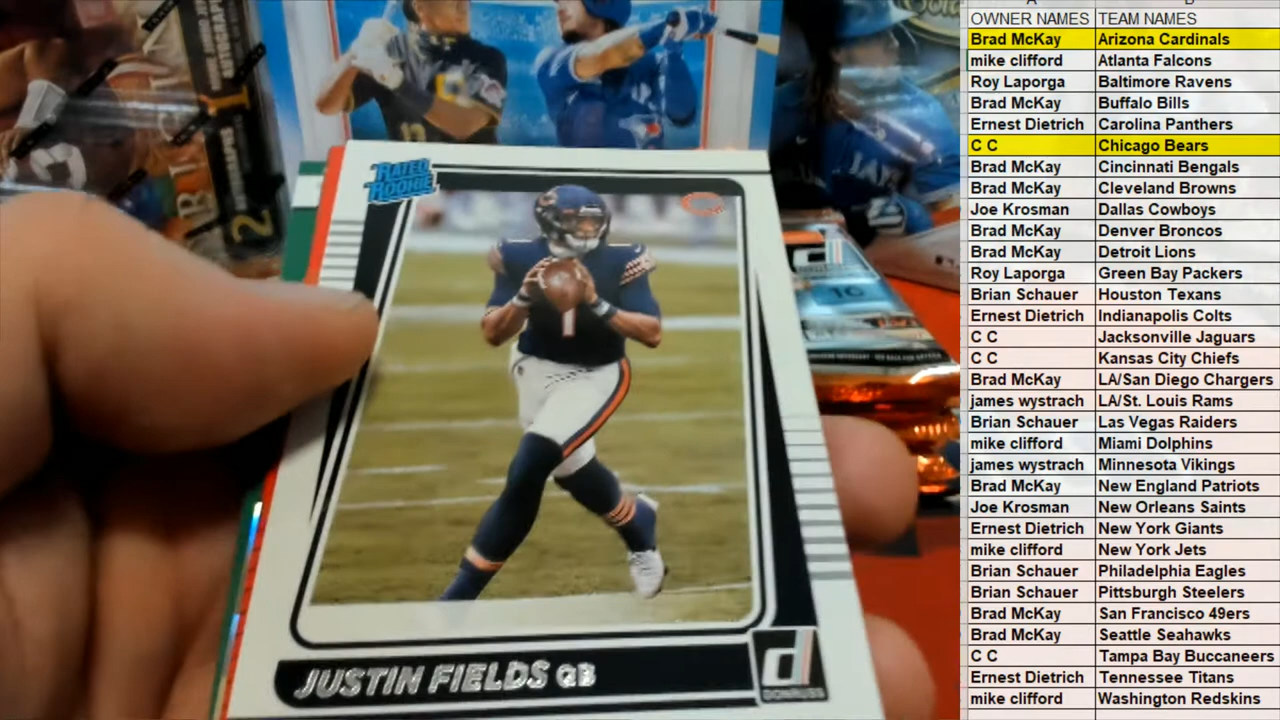 RATED
ROOKIE
1
JUSTIN FIELDS QB
d
DONRUSS
16
2
1
JAYS
OWNER NAMES TEAM NAMES
Brad McKay Arizona Cardinals
mike clifford Atlanta Falcons
Roy Laporga Baltimore Ravens
Brad McKay Buffalo Bills
Ernest Dietrich Carolina Panthers
C C Chicago Bears
Brad McKay Cincinnati Bengals
Brad McKay Cleveland Browns
Joe Krosman Dallas Cowboys
Brad McKay Denver Broncos
Brad McKay Detroit Lions
Roy Laporga Green Bay Packers
Brian Schauer Houston Texans
Ernest Dietrich Indianapolis Colts
C C Jacksonville Jaguars
C C Kansas City Chiefs
Brad McKay LA/San Diego Chargers
james wystrach LA/St. Louis Rams
Brian Schauer Las Vegas Raiders
mike clifford Miami Dolphins
james wystrach Minnesota Vikings
Brad McKay New England Patriots
Joe Krosman New Orleans Saints
Ernest Dietrich New York Giants
mike clifford New York Jets
Brian Schauer Philadelphia Eagles
Brian Schauer Pittsburgh Steelers
Brad McKay San Francisco 49ers
Brad McKay Seattle Seahawks
C C Tampa Bay Buccaneers
Ernest Dietrich Tennessee Titans
mike clifford Washington Redskins